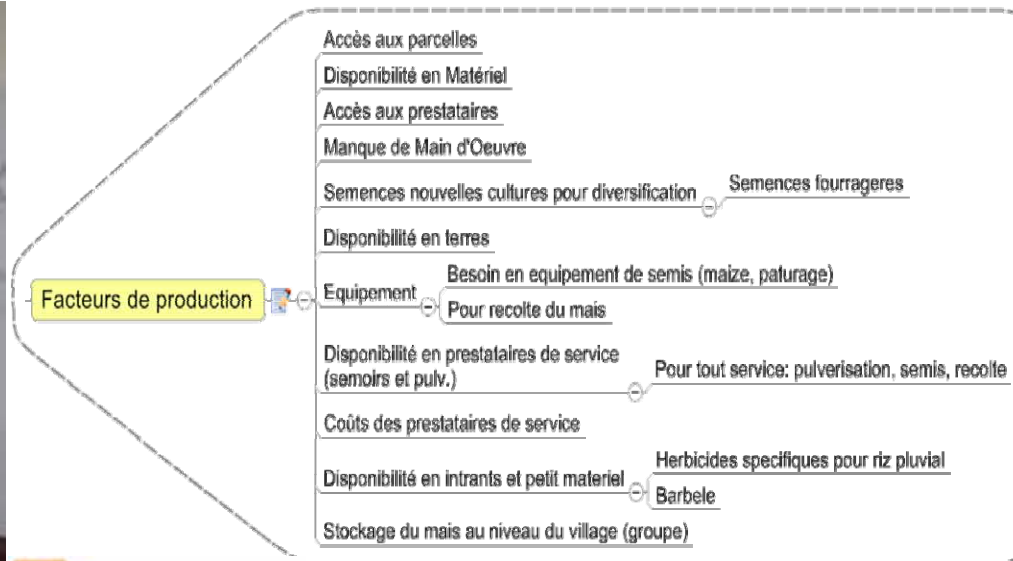 Accès aux parcelles
Disponibilité en Matériel
Accès aux prestataires
Manque de Main d'Oeuvre
Semences nouvelles cultures pour diversification
Semences fourrageres
Disponibilité en terres
Facteurs de production
Equipement
Besoin en equipement de semis (maize, paturage)
Pour recolte du mais
Disponibilité en prestataires de service
(semoirs et pulv.)
Pour tout service: pulverisation, semis, recolte
Coûts des prestataires de service
Disponibilité en intrants et petit materiel
Herbicides specifiques pour riz pluvial
Barbele
Stockage du mais au niveau du village (groupe)